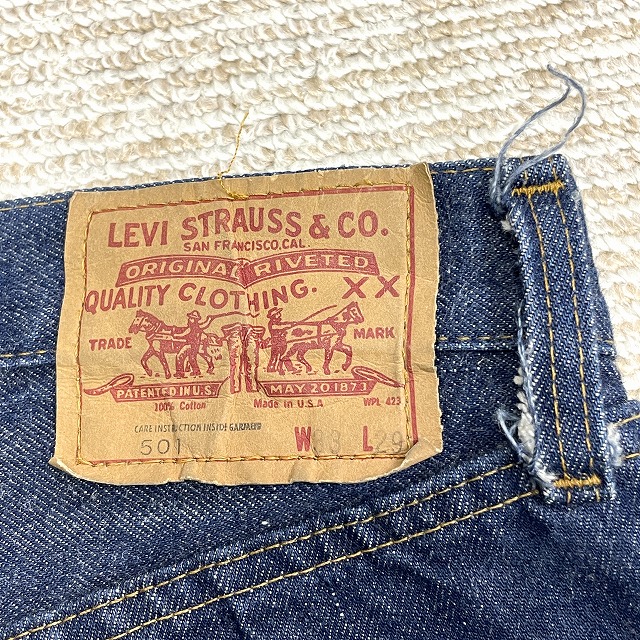 LEVI STRAUSS & CO.
SAN FRANCISCO, CAL.
ORIGINAL RIVETED
QUALITY CLOTHING. XX
TRADE MARK
PATENTED IN U.S. MAY 20 1873
100% Cotton Made in U.S.A WPL 423
CARE INSTRUCTION INSIDE GARMENT
501 W33 L29